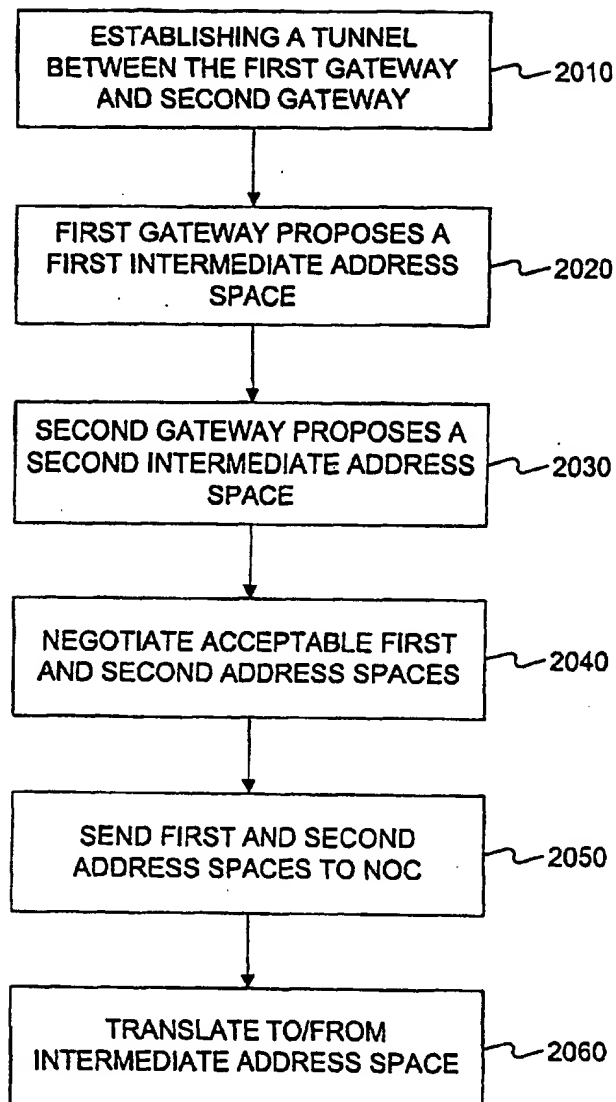 ESTABLISHING A TUNNEL
BETWEEN THE FIRST GATEWAY
AND SECOND GATEWAY
2010
FIRST GATEWAY PROPOSES A
FIRST INTERMEDIATE ADDRESS
SPACE
2020
SECOND GATEWAY PROPOSES A
SECOND INTERMEDIATE ADDRESS
SPACE
2030
NEGOTIATE ACCEPTABLE FIRST
AND SECOND ADDRESS SPACES
2040
SEND FIRST AND SECOND
ADDRESS SPACES TO NOC
2050
TRANSLATE TO/FROM
INTERMEDIATE ADDRESS SPACE
2060